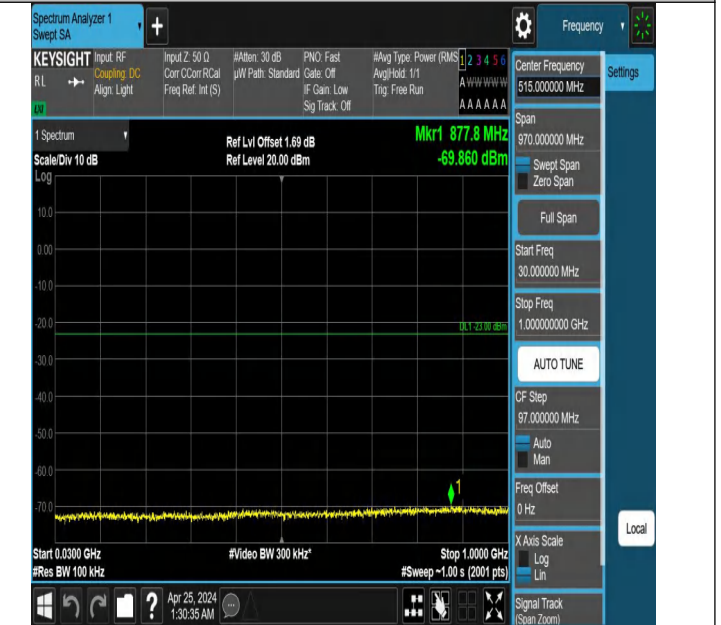 Spectrum Analyzer 1
Swept SA
+
Frequency
KEYSIGHT
RL
Input: RF
Coupling: DC
Align: Light
Input Z: 50 Ω
Corr CCorr RCal
Freq Ref: Int (S)
#Atten: 30 dB
µW Path: Standard
PNO: Fast
Gate: Off
IF Gain: Low
Sig Track: Off
#Avg Type: Power (RMS
Avg|Hold: 1/1
Trig: Free Run
1 2 3 4 5 6
A W W W W W
A A A A A A
1 Spectrum
Scale/Div 10 dB
Log
Ref Lvl Offset 1.69 dB
Ref Level 20.00 dBm
Mkr1 877.8 MHz
-69.860 dBm
10.0
0.00
-10.0
-20.0
DL1 -23.00 dBm
-30.0
-40.0
-50.0
-60.0
-70.0
1
Start 0.0300 GHz
#Res BW 100 kHz
#Video BW 300 kHz*
Stop 1.0000 GHz
#Sweep ~1.00 s (2001 pts)
?
Apr 25, 2024
1:30:35 AM
Center Frequency
515.000000 MHz
Settings
Span
970.000000 MHz
Swept Span
Zero Span
Full Span
Start Freq
30.000000 MHz
Stop Freq
1.000000000 GHz
AUTO TUNE
CF Step
97.000000 MHz
Auto
Man
Freq Offset
0 Hz
X Axis Scale
Log
Lin
Local
Signal Track
(Span Zoom)